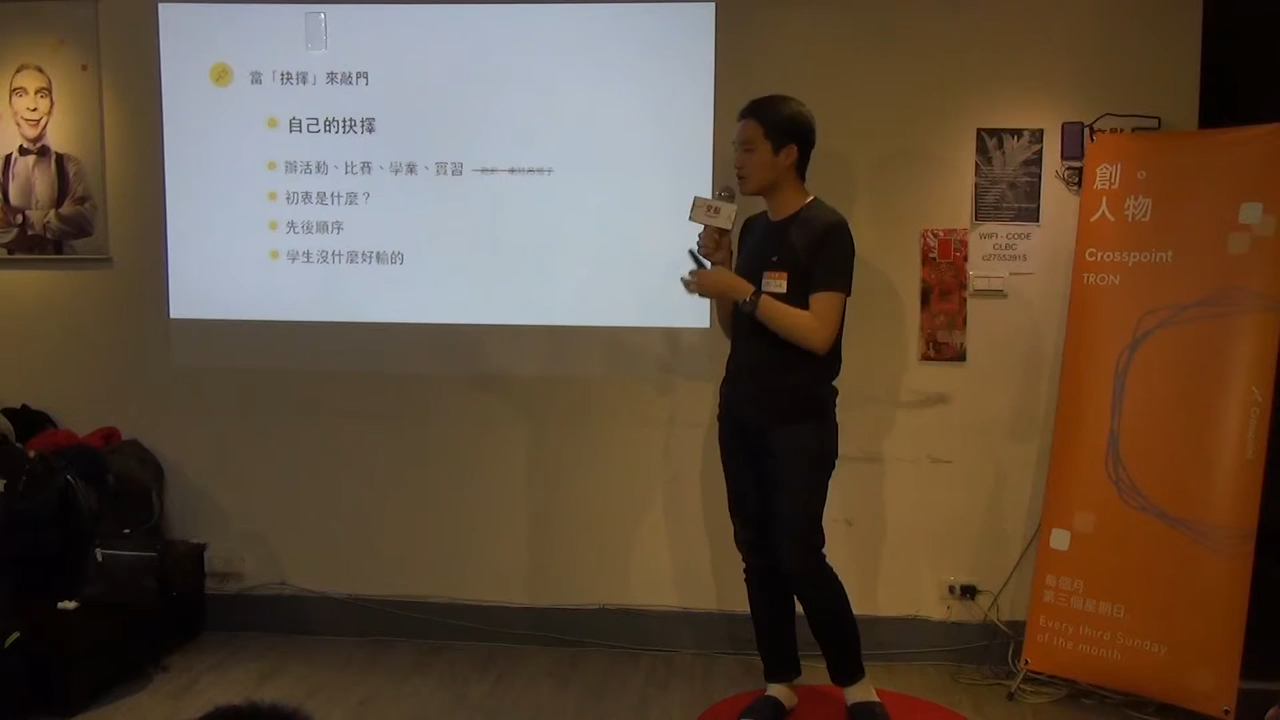 當「抉擇」來敲門
自己的抉擇
辦活動、比賽、學業、實習
初衷是什麼？
先後順序
學生沒什麼好輸的
交點
WIFI - CODE
CLBC
c27553915
創。
人物
Crosspoint
TRON
每個月
第三個星期日。
Every third Sunday
of the month